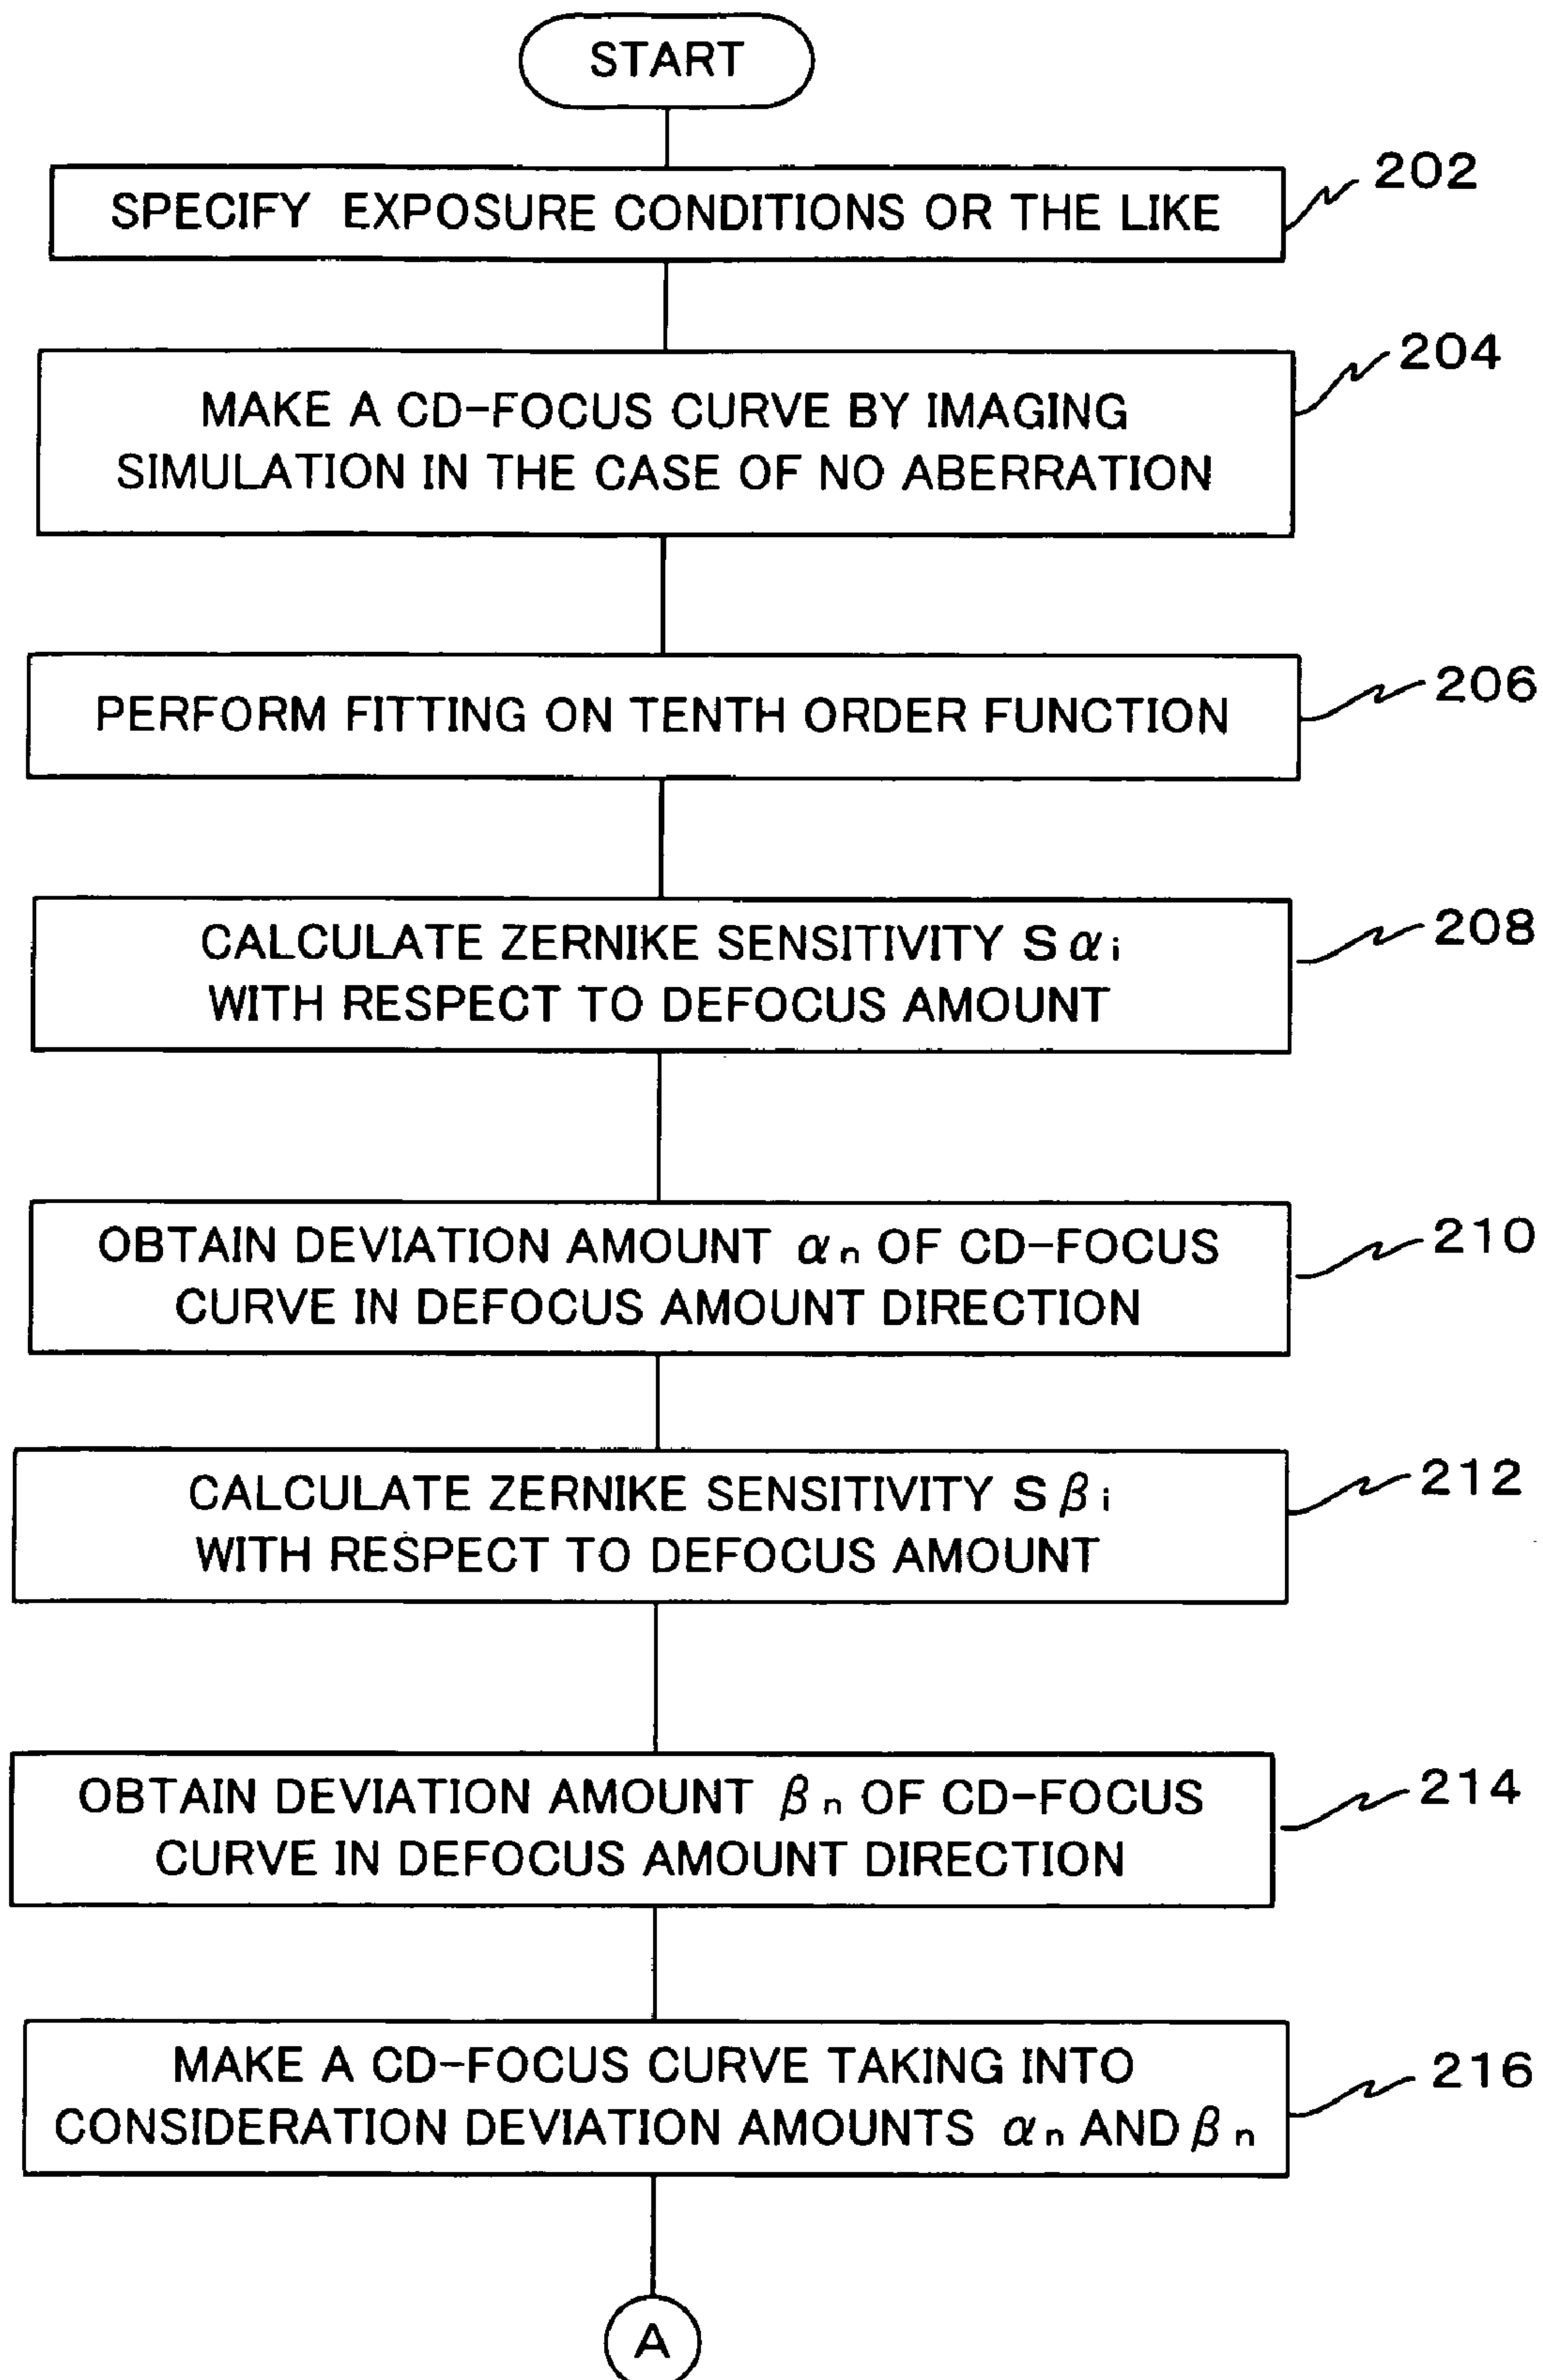 START
SPECIFY EXPOSURE CONDITIONS OR THE LIKE
202
MAKE A CD-FOCUS CURVE BY IMAGING
SIMULATION IN THE CASE OF NO ABERRATION
204
PERFORM FITTING ON TENTH ORDER FUNCTION
206
CALCULATE ZERNIKE SENSITIVITY Sαi
WITH RESPECT TO DEFOCUS AMOUNT
208
OBTAIN DEVIATION AMOUNT αn OF CD-FOCUS
CURVE IN DEFOCUS AMOUNT DIRECTION
210
CALCULATE ZERNIKE SENSITIVITY Sβi
WITH RESPECT TO DEFOCUS AMOUNT
212
OBTAIN DEVIATION AMOUNT βn OF CD-FOCUS
CURVE IN DEFOCUS AMOUNT DIRECTION
214
MAKE A CD-FOCUS CURVE TAKING INTO
CONSIDERATION DEVIATION AMOUNTS αn AND βn
216
A